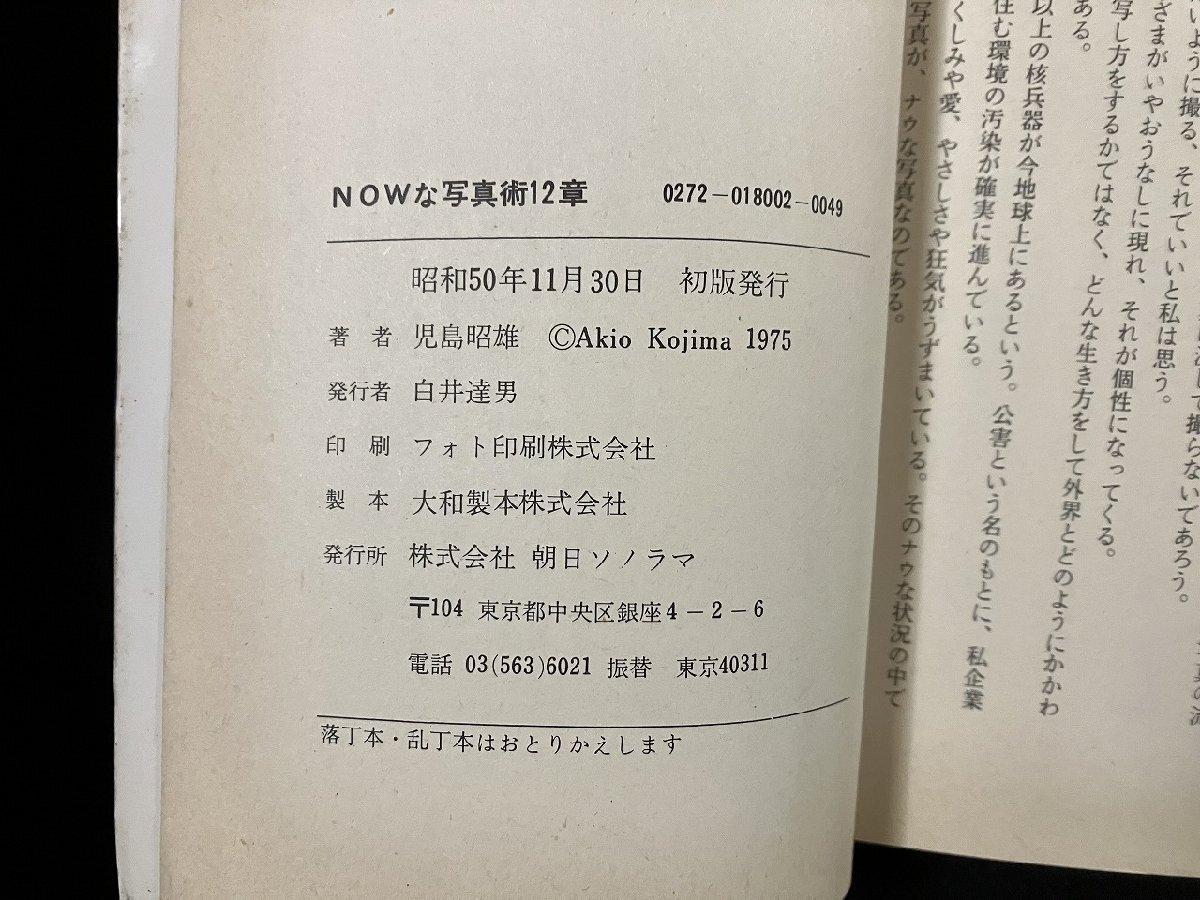 NOWな写真術12章 0272-018002-0049
昭和50年11月30日 初版発行
著者 児島昭雄 ©Akio Kojima 1975
発行者 白井達男
印刷 フォト印刷株式会社
製本 大和製本株式会社
発行所 株式会社 朝日ソノラマ
〒104 東京都中央区銀座4-2-6
電話 03(563)6021 振替 東京40311
落丁本・乱丁本はおとりかえします
撮らないであろう。
いように撮る、それでいいと私は思う。
ざまがいやおうなしに現れ、それが個性になってくる。
写し方をするかではなく、どんな生き方をして外界とどのようにかかわ
ある。
以上の核兵器が今地球上にあるという。公害という名のもとに、私企業
住む環境の汚染が確実に進んでいる。
くしみや愛、やさしさや狂気がうずまいている。そのナゥな状況の中で
写真が、ナゥな写真なのである。